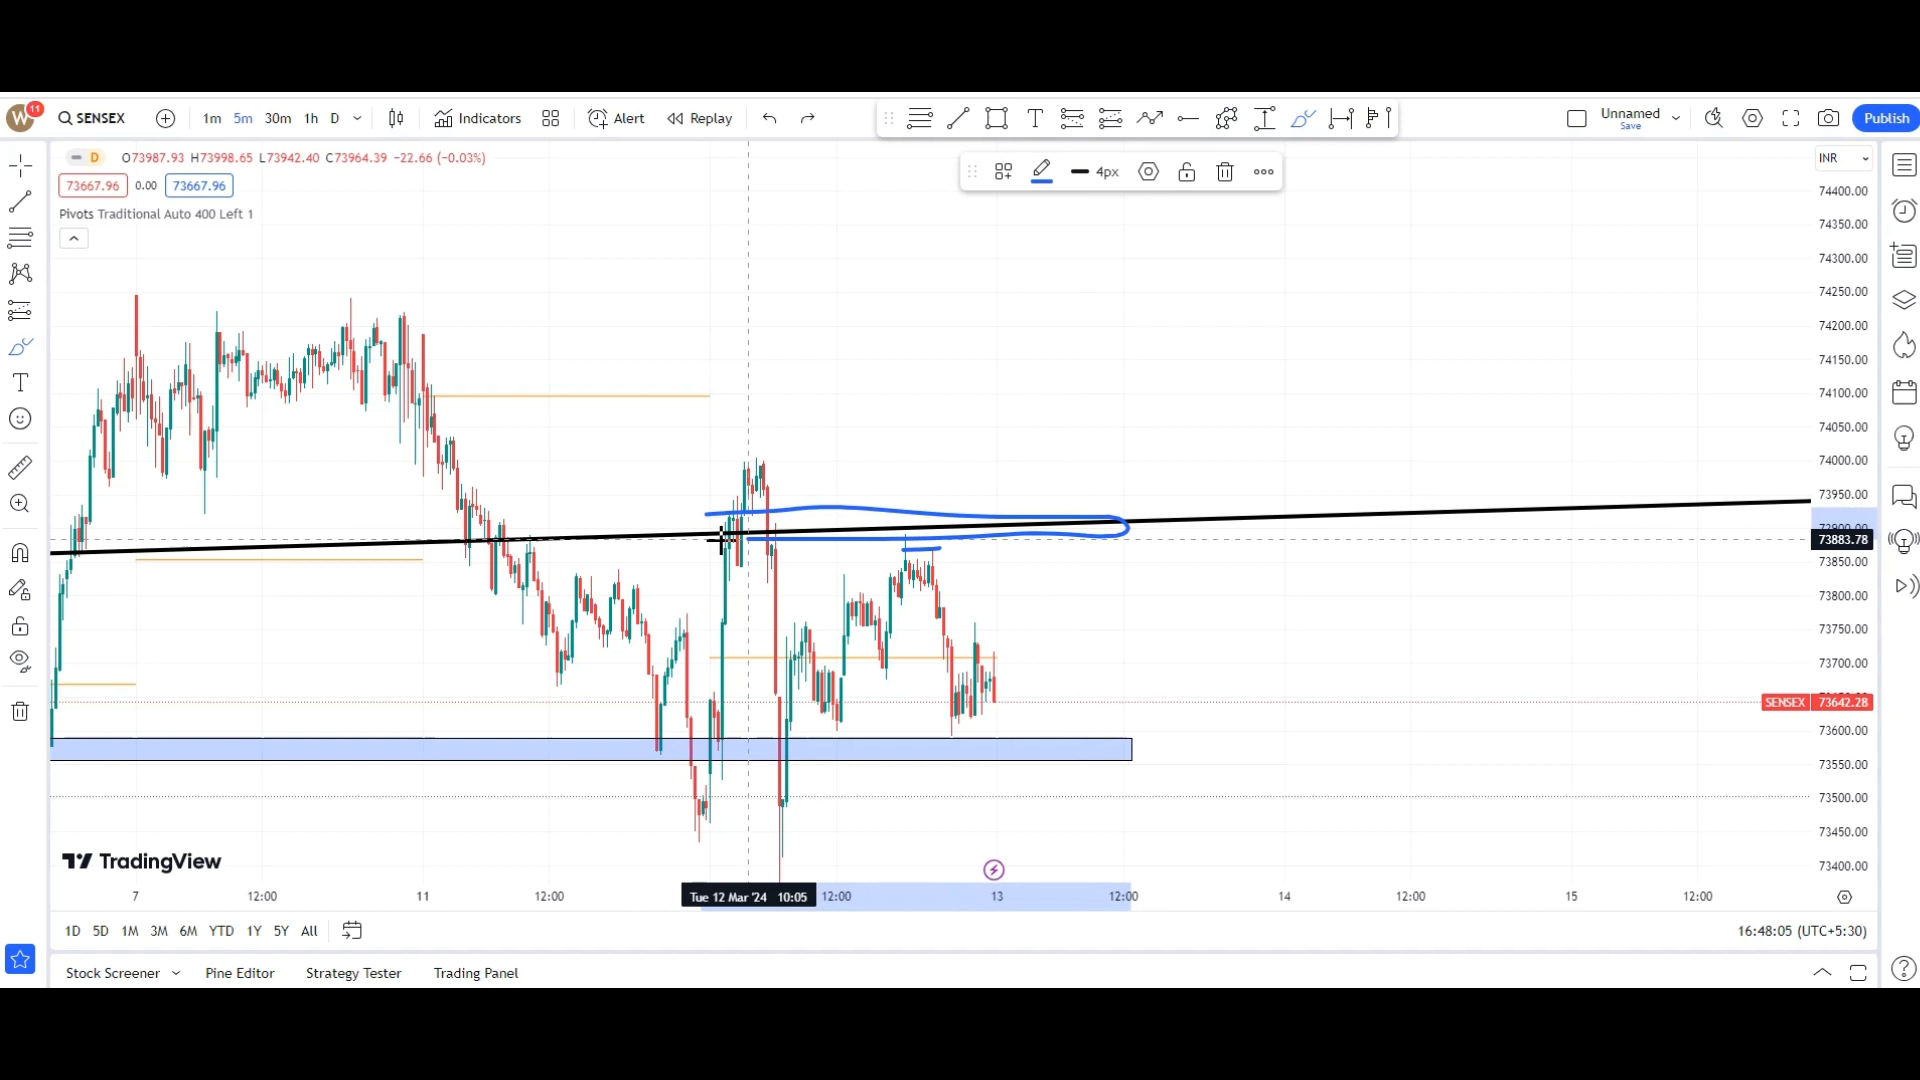 W 11 SENSEX 1m 5m 30m 1h D Indicators Alert Replay Unnamed Save Publish
D O73987.93 H73998.65 L73942.40 C73964.39 -22.66 (-0.03%)
4px
INR
73667.96 0.00 73667.96
Pivots Traditional Auto 400 Left 1
74400.00
74350.00
74300.00
74250.00
74200.00
74150.00
74100.00
74050.00
74000.00
73950.00
73900.00
73883.78
73850.00
73800.00
73750.00
73700.00
SENSEX 73642.28
73600.00
73550.00
73500.00
73450.00
73400.00
TradingView
7 12:00 11 12:00 Tue 12 Mar '24 10:05 12:00 13 12:00 14 12:00 15 12:00
1D 5D 1M 3M 6M YTD 1Y 5Y All 16:48:05 (UTC+5:30)
Stock Screener Pine Editor Strategy Tester Trading Panel